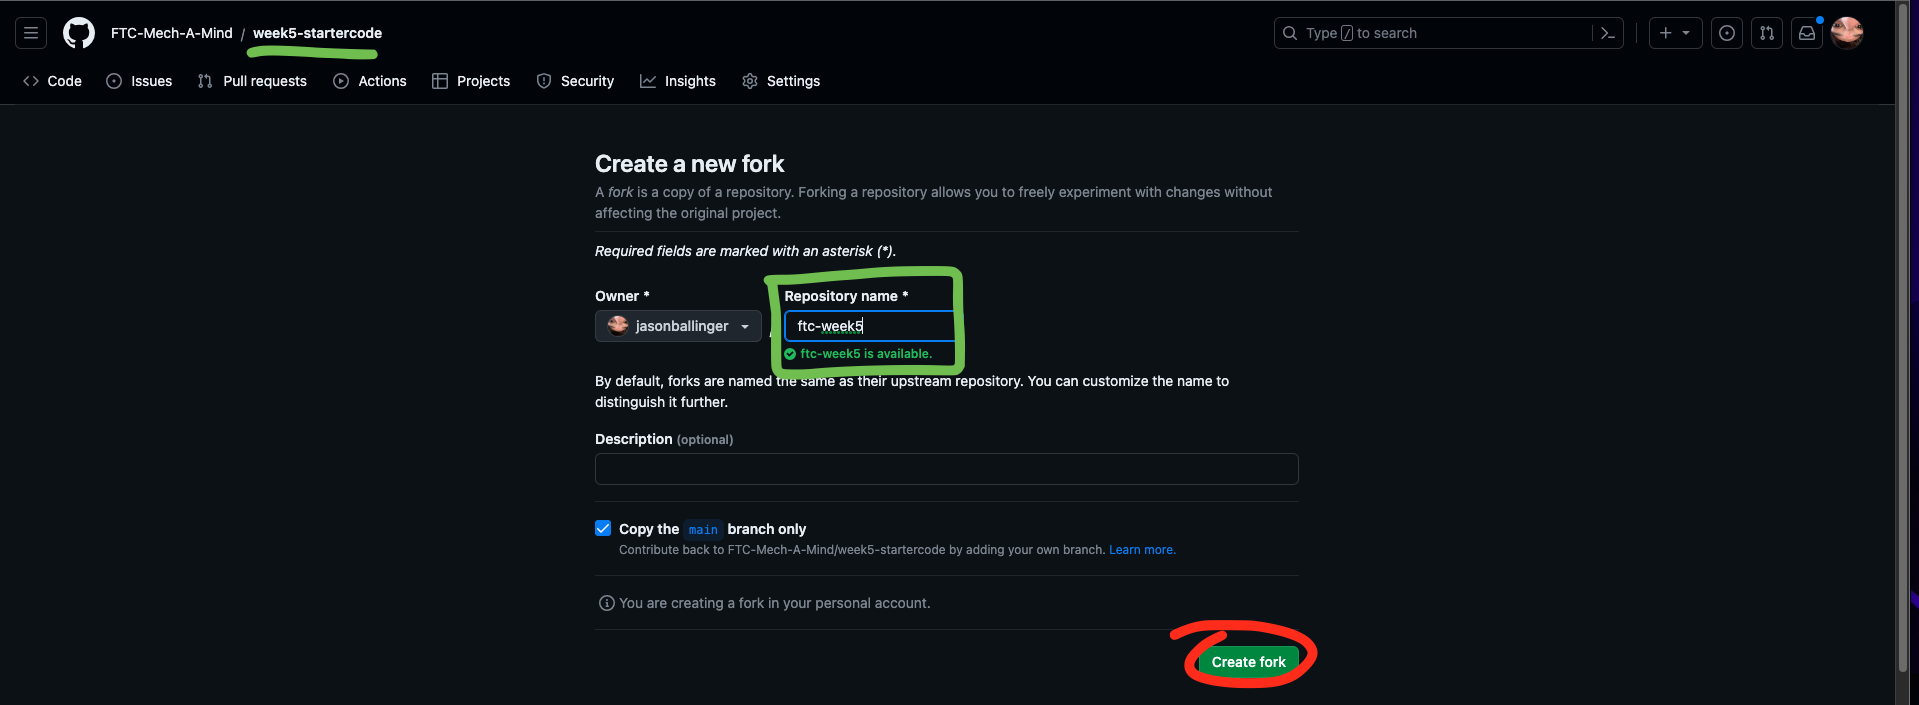 FTC-Mech-A-Mind / week5-startercode
Type / to search
Code Issues Pull requests Actions Projects Security Insights Settings
Create a new fork
A fork is a copy of a repository. Forking a repository allows you to freely experiment with changes without
affecting the original project.
Required fields are marked with an asterisk (*).
Owner * Repository name *
jasonballinger / ftc-week5
ftc-week5 is available.
By default, forks are named the same as their upstream repository. You can customize the name to
distinguish it further.
Description (optional)
Copy the main branch only
Contribute back to FTC-Mech-A-Mind/week5-startercode by adding your own branch. Learn more.
You are creating a fork in your personal account.
Create fork